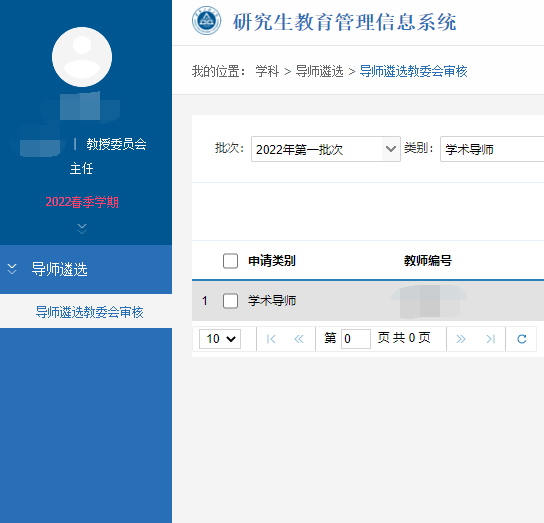 研究生教育管理信息系统
丨 教授委员会
主任
2022春季学期
导师遴选
导师遴选教委会审核
我的位置： 学科 > 导师遴选 > 导师遴选教委会审核
批次： 2022年第一批次 类别： 学术导师
申请类别 教师编号
1 学术导师
10 第 0 页 共 0 页